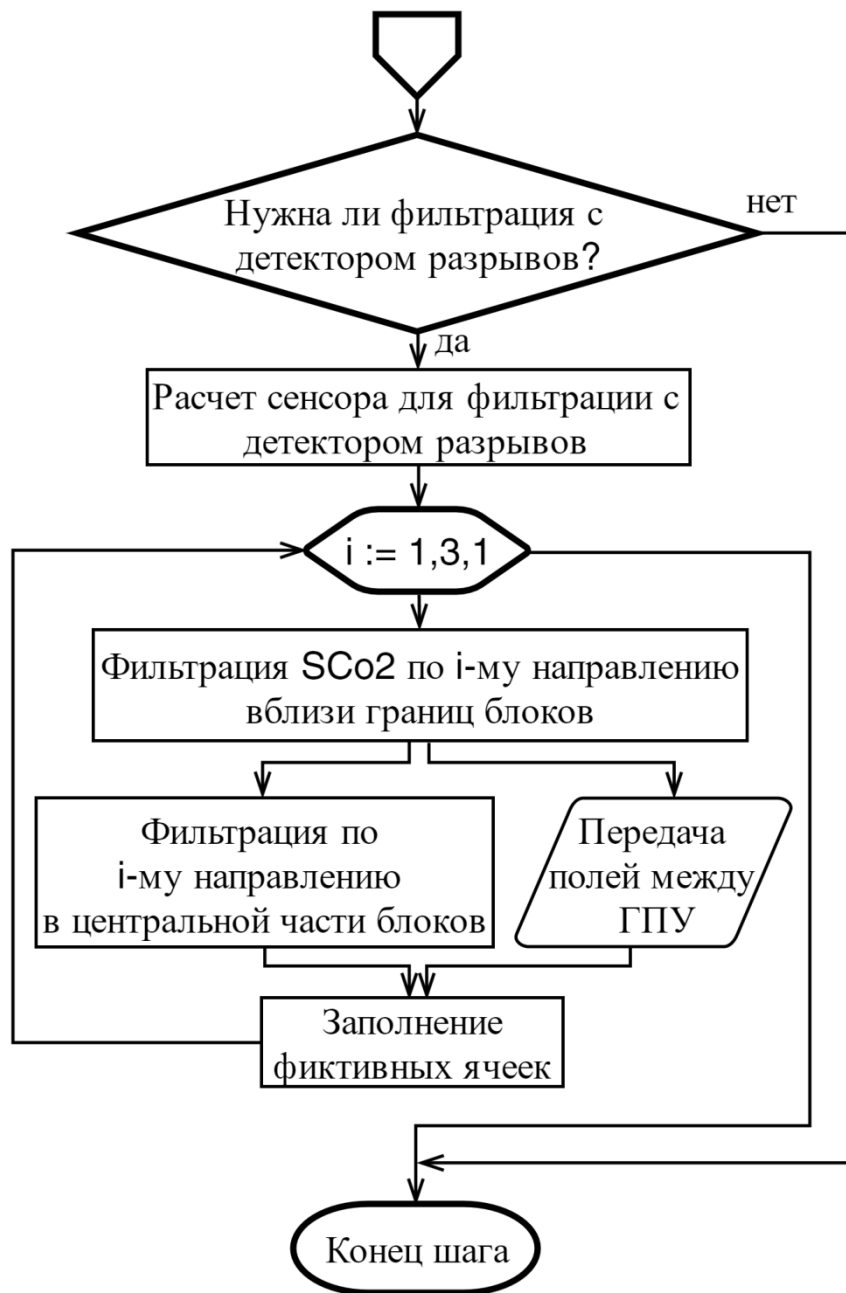 Нужна ли фильтрация с
детектором разрывов?
нет
да
Расчет сенсора для фильтрации с
детектором разрывов
i := 1,3,1
Фильтрация SCo2 по i-му направлению
вблизи границ блоков
Фильтрация по
i-му направлению
в центральной части блоков
Передача
полей между
ГПУ
Заполнение
фиктивных ячеек
Конец шага